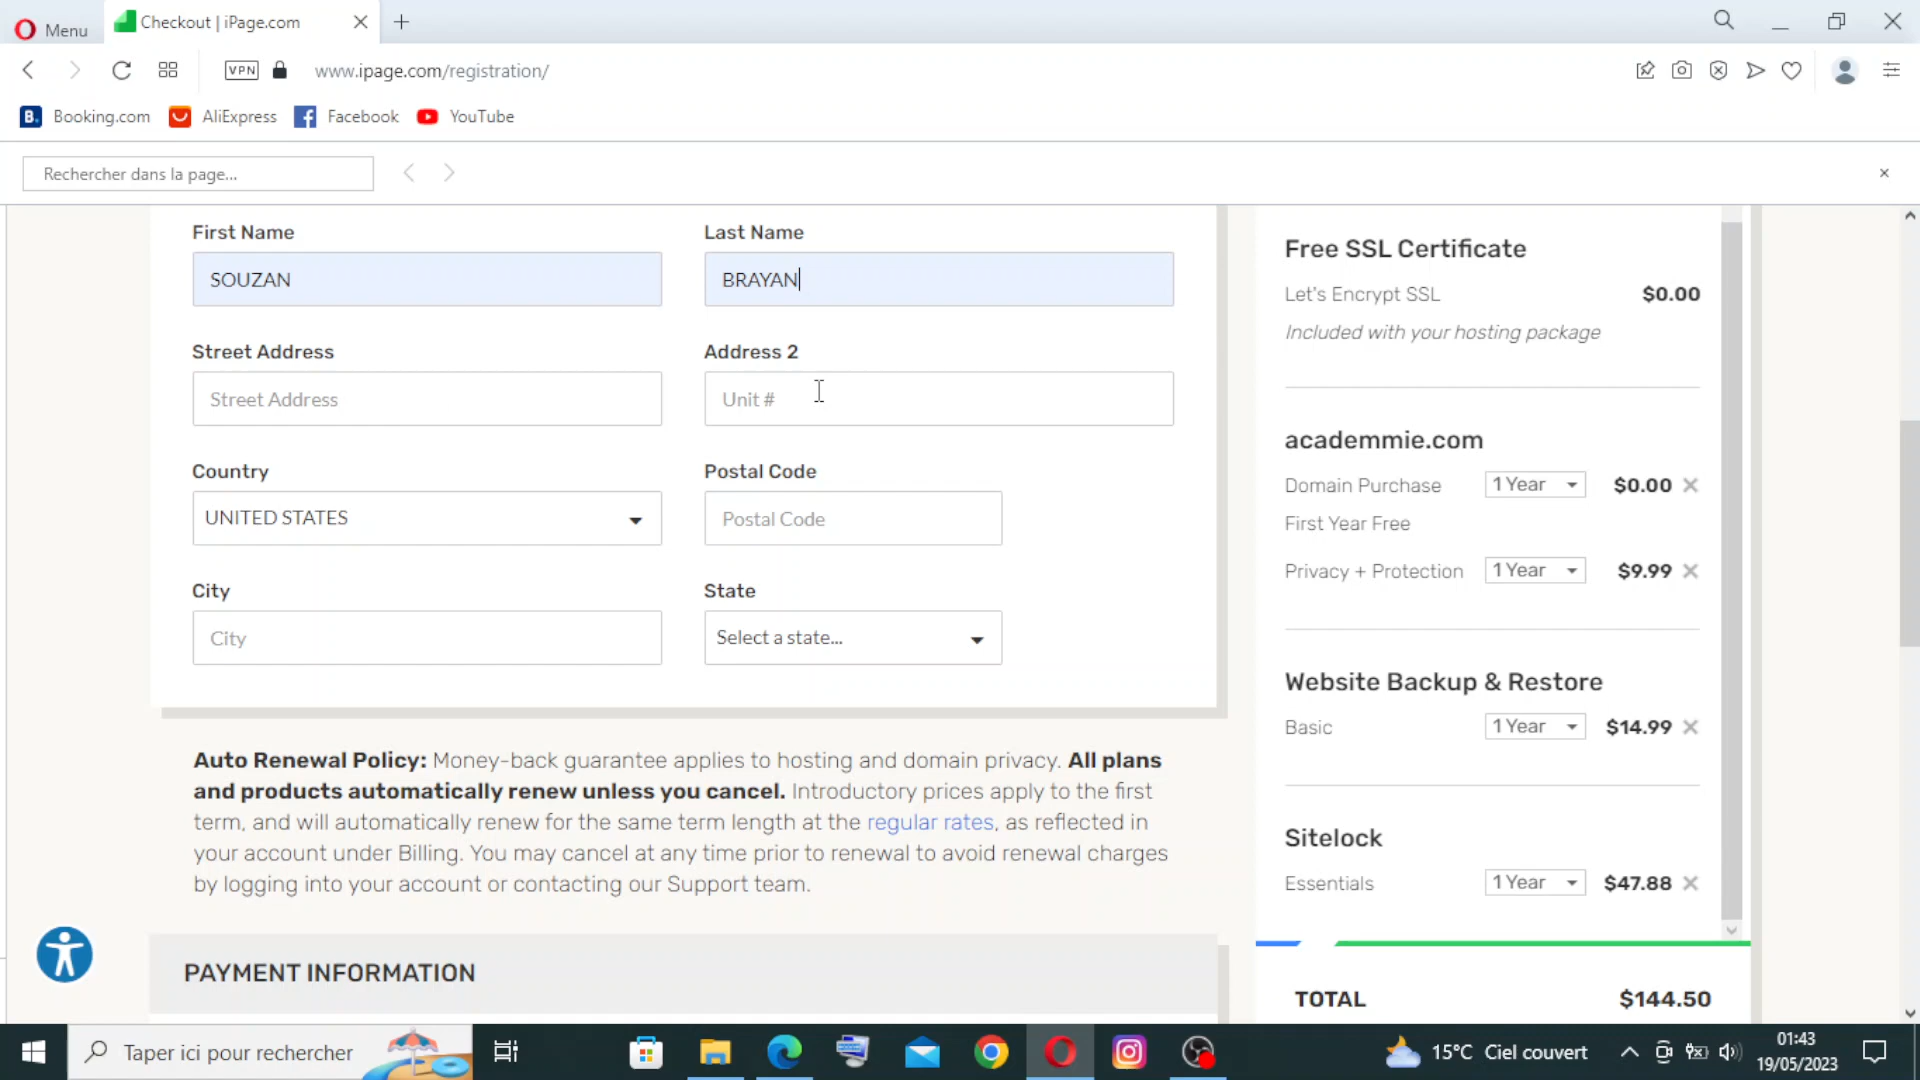 Menu
Checkout | iPage.com
VPN
www.ipage.com/registration/
B. Booking.com
AliExpress
Facebook
YouTube
Rechercher dans la page...
First Name
Last Name
SOUZAN
BRAYAN
Street Address
Address 2
Street Address
Unit #
Country
Postal Code
UNITED STATES
Postal Code
City
State
City
Select a state...
Auto Renewal Policy: Money-back guarantee applies to hosting and domain privacy. All plans
and products automatically renew unless you cancel. Introductory prices apply to the first
term, and will automatically renew for the same term length at the regular rates, as reflected in
your account under Billing. You may cancel at any time prior to renewal to avoid renewal charges
by logging into your account or contacting our Support team.
PAYMENT INFORMATION
Free SSL Certificate
Let's Encrypt SSL $0.00
Included with your hosting package
academmie.com
Domain Purchase 1 Year $0.00
First Year Free
Privacy + Protection 1 Year $9.99
Website Backup & Restore
Basic 1 Year $14.99
Sitelock
Essentials 1 Year $47.88
TOTAL $144.50
Taper ici pour rechercher
15°C Ciel couvert
01:43
19/05/2023